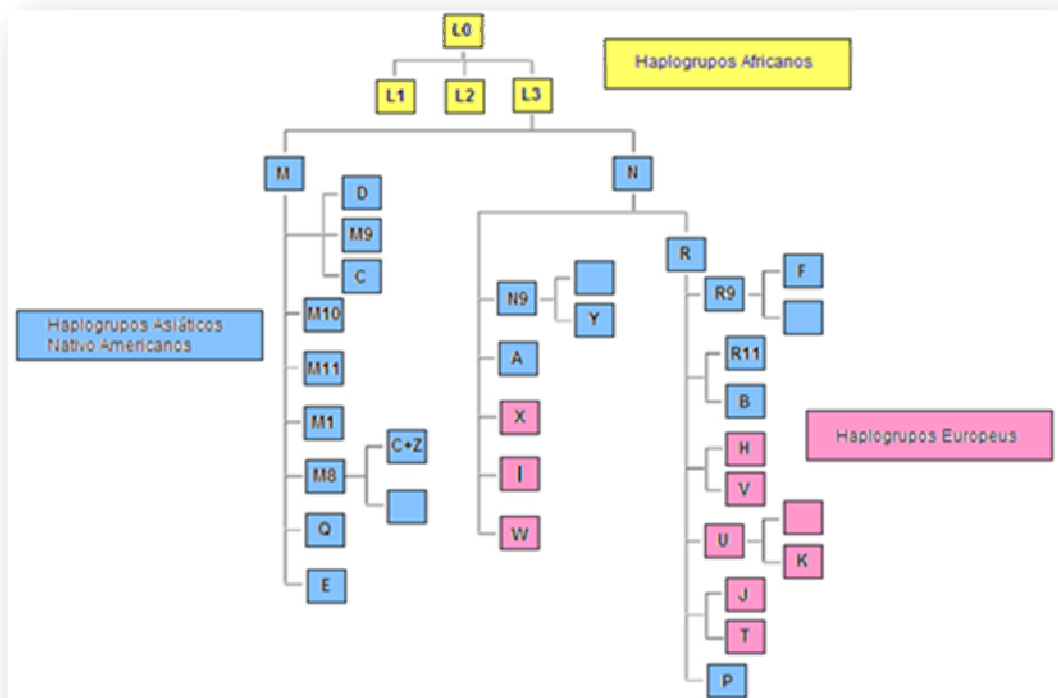 L0
Haplogrupos Africanos
L1 L2 L3
M
N
D
M9
C
M10
M11
M1
M8
C+Z
Q
E
Haplogrupos Asiáticos
Nativo Americanos
N9
Y
A
X
I
W
R
R9
F
R11
B
H
V
U
K
J
T
P
Haplogrupos Europeus